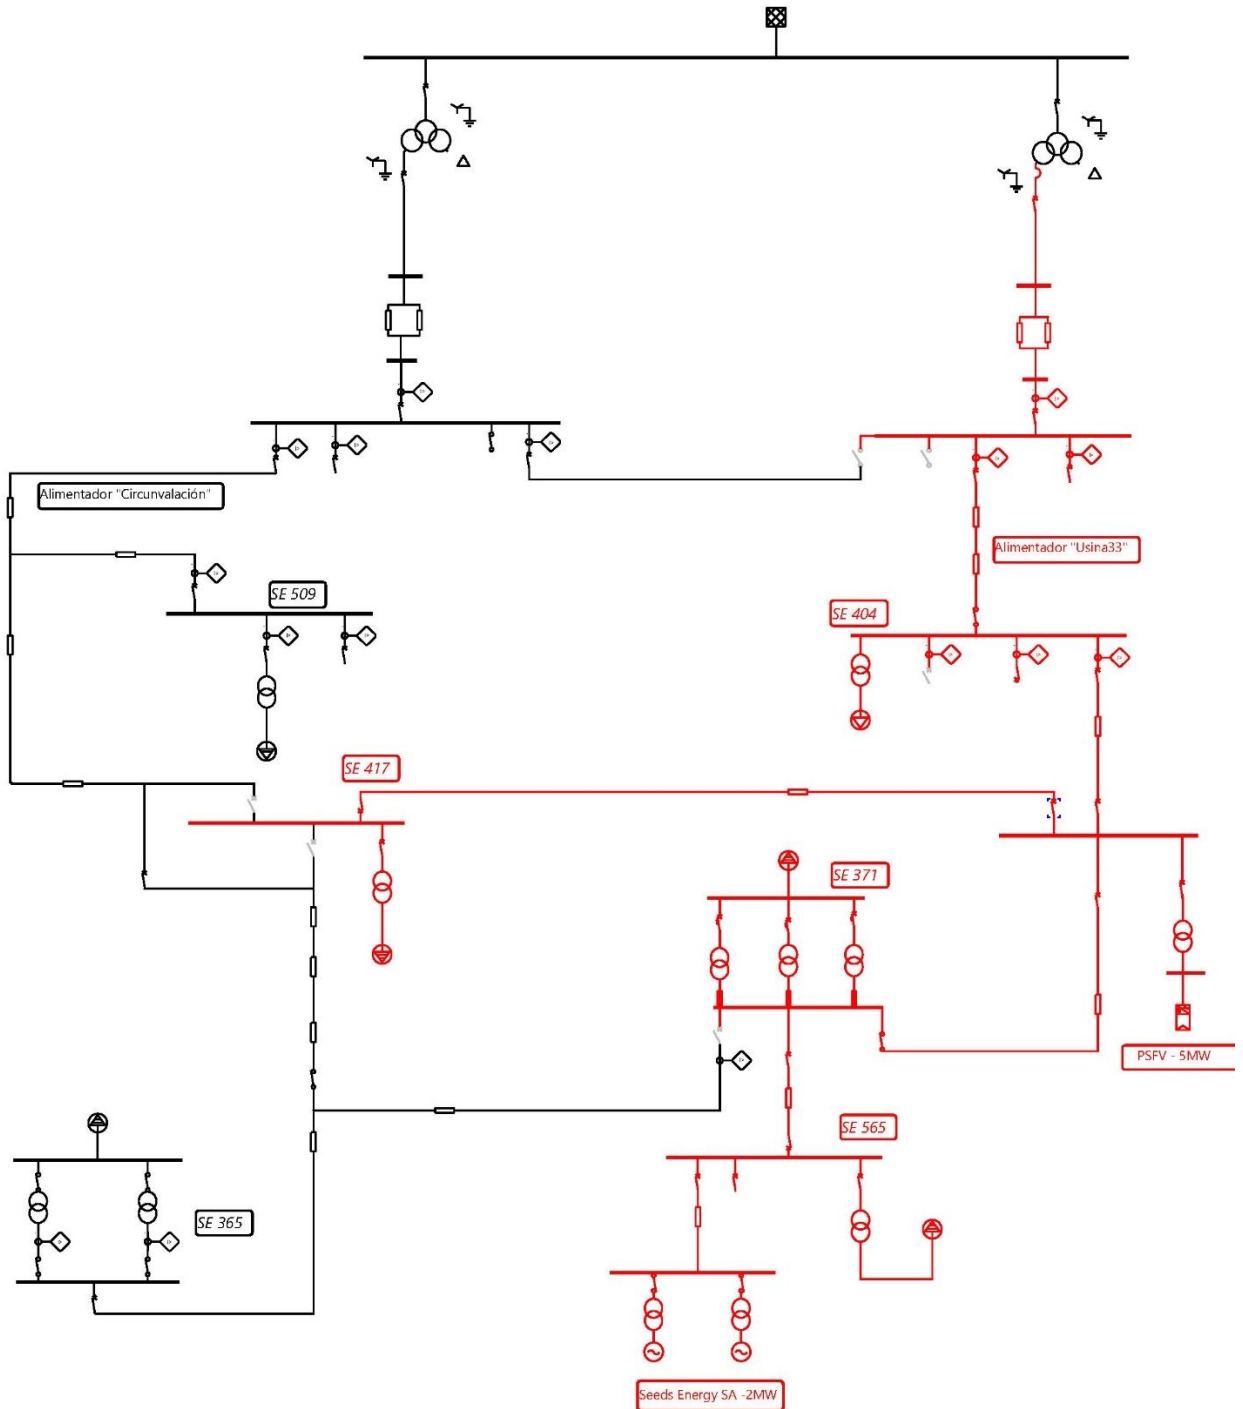 Alimentador "Circunvalación"
Alimentador "Usina33"
SE 509
SE 404
SE 417
SE 371
PSFV - 5MW
SE 565
SE 365
Seeds Energy SA -2MW